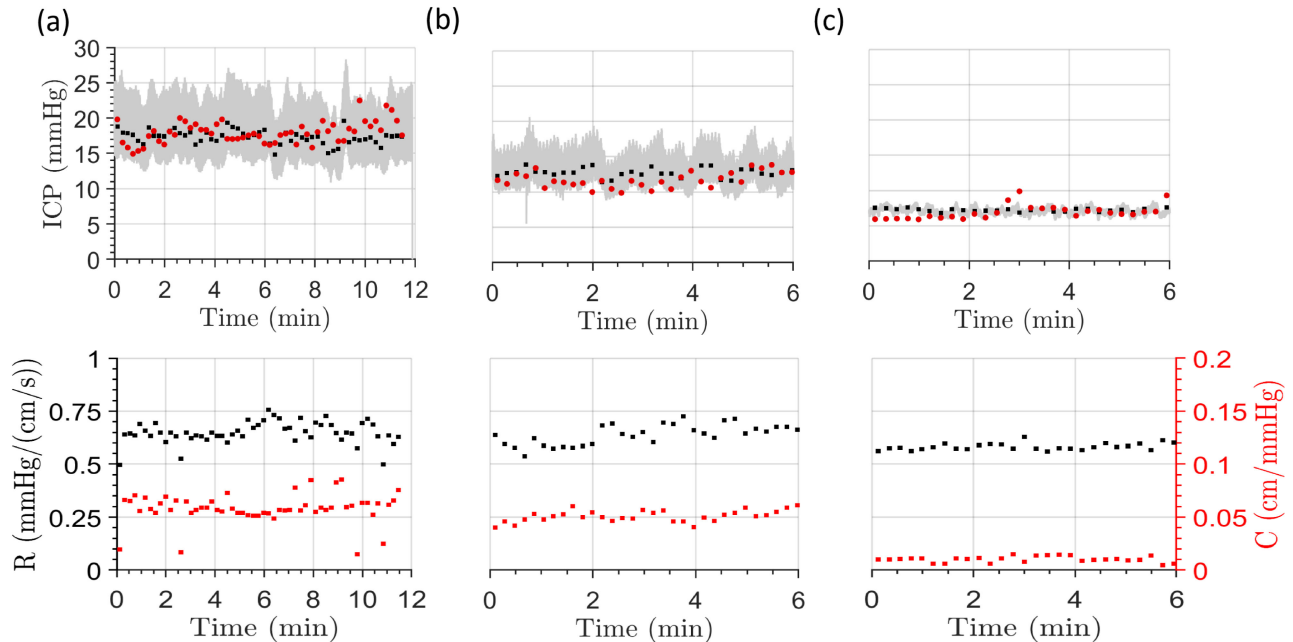 (a)
(b)
(c)
ICP (mmHg)
30
25
20
15
10
5
0
0 2 4 6 8 10 12
Time (min)
0 2 4 6
Time (min)
0 2 4 6
Time (min)
R (mmHg/(cm/s))
1
0.75
0.5
0.25
0
0 2 4 6 8 10 12
Time (min)
0 2 4 6
Time (min)
0 2 4 6
Time (min)
0.2
0.15
0.1
0.05
0
C (cm/mmHg)